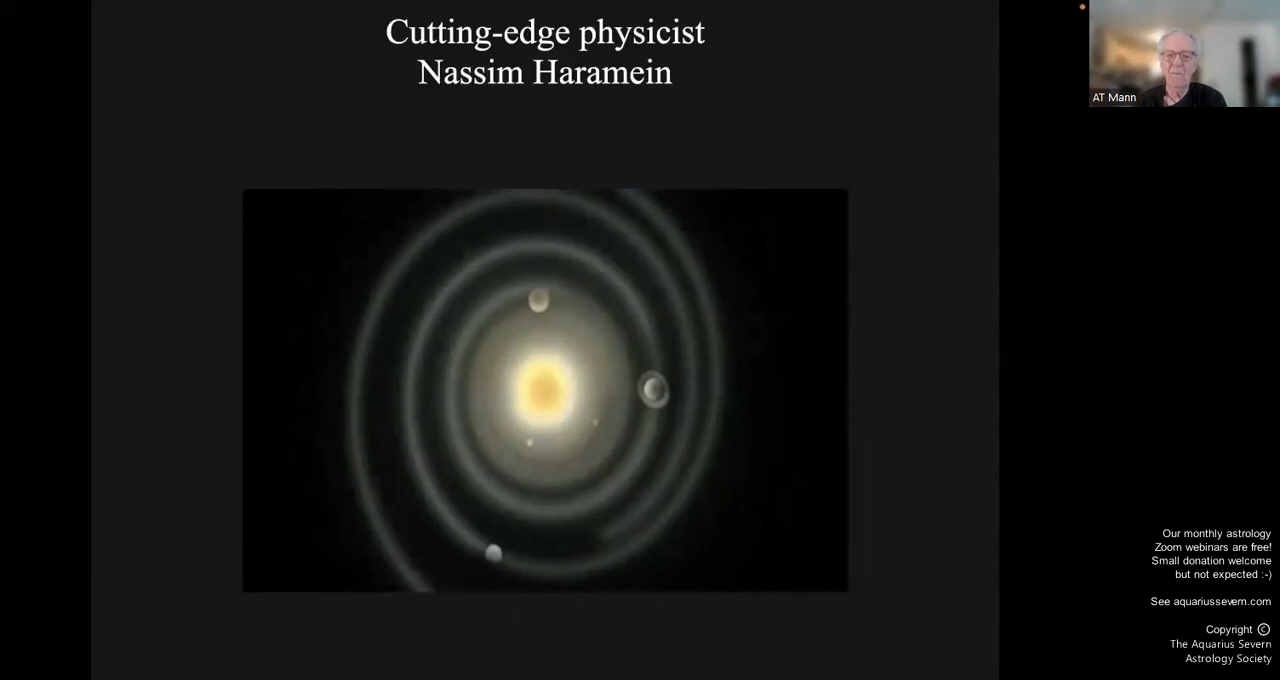 Cutting-edge physicist
Nassim Haramein
AT Mann
Our monthly astrology
Zoom webinars are free!
Small donation welcome
but not expected :-)
See aquariussevern.com
Copyright ©
The Aquarius Severn
Astrology Society